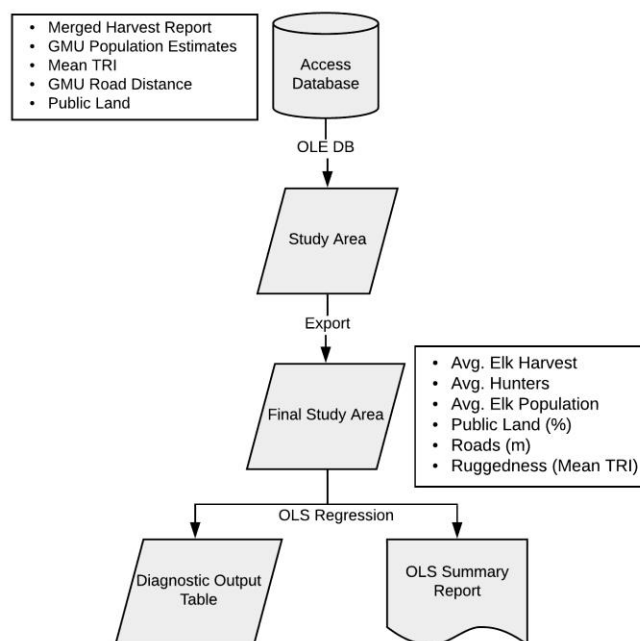 • Merged Harvest Report
• GMU Population Estimates
• Mean TRI
• GMU Road Distance
• Public Land
Access
Database
OLE DB
Study Area
Export
• Avg. Elk Harvest
• Avg. Hunters
• Avg. Elk Population
• Public Land (%)
• Roads (m)
• Ruggedness (Mean TRI)
Final Study Area
OLS Regression
Diagnostic Output
Table
OLS Summary
Report